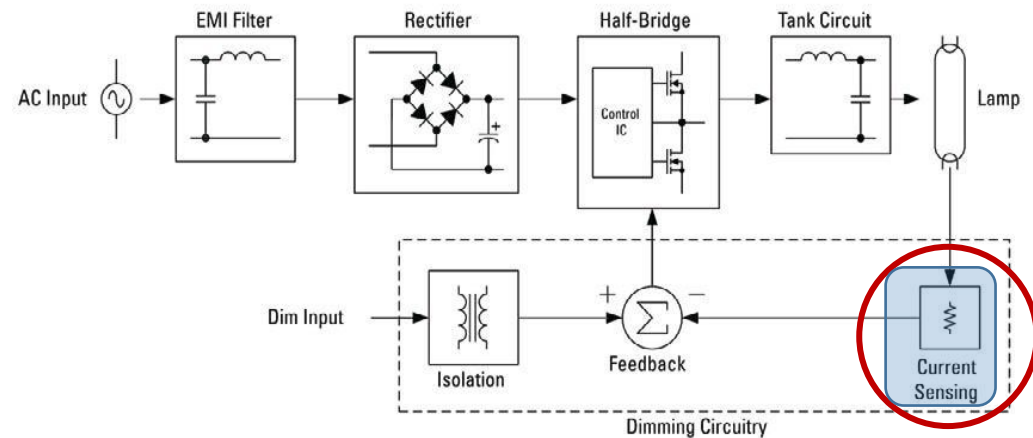 EMI Filter
Rectifier
Half-Bridge
Tank Circuit
AC Input
Control
IC
Lamp
+
Dim Input
+
Σ
−
Isolation
Feedback
Current
Sensing
Dimming Circuitry